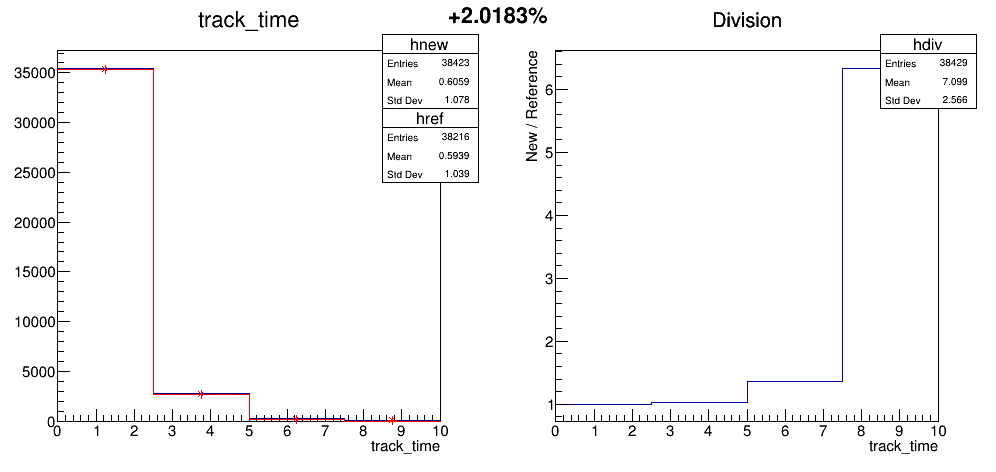 track_time
+2.0183%
Division
hnew
Entries 38423
Mean 0.6059
Std Dev 1.078
href
Entries 38216
Mean 0.5939
Std Dev 1.039
35000
30000
25000
20000
15000
10000
5000
0
0 1 2 3 4 5 6 7 8 9 10
track_time
hdiv
Entries 38429
Mean 7.099
Std Dev 2.566
New / Reference
6
5
4
3
2
1
0 1 2 3 4 5 6 7 8 9 10
track_time